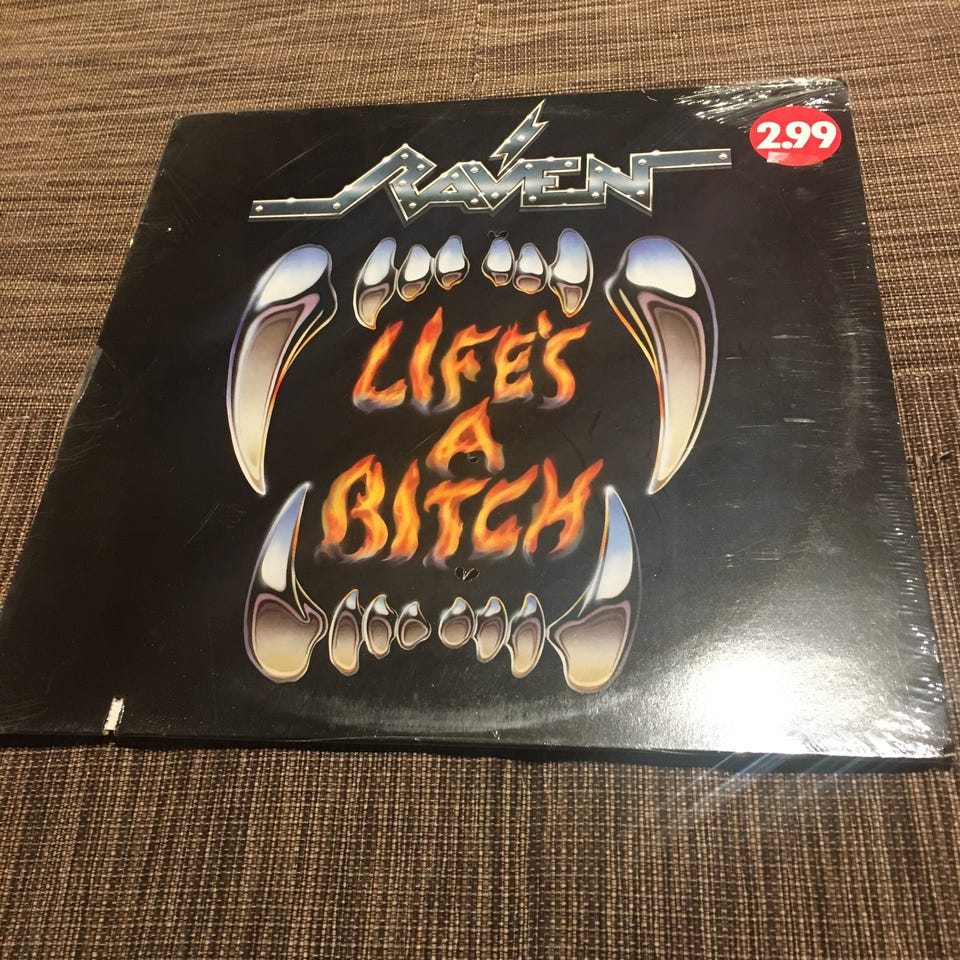 2.99
RAVEN
LIFE'S
A
BITCH